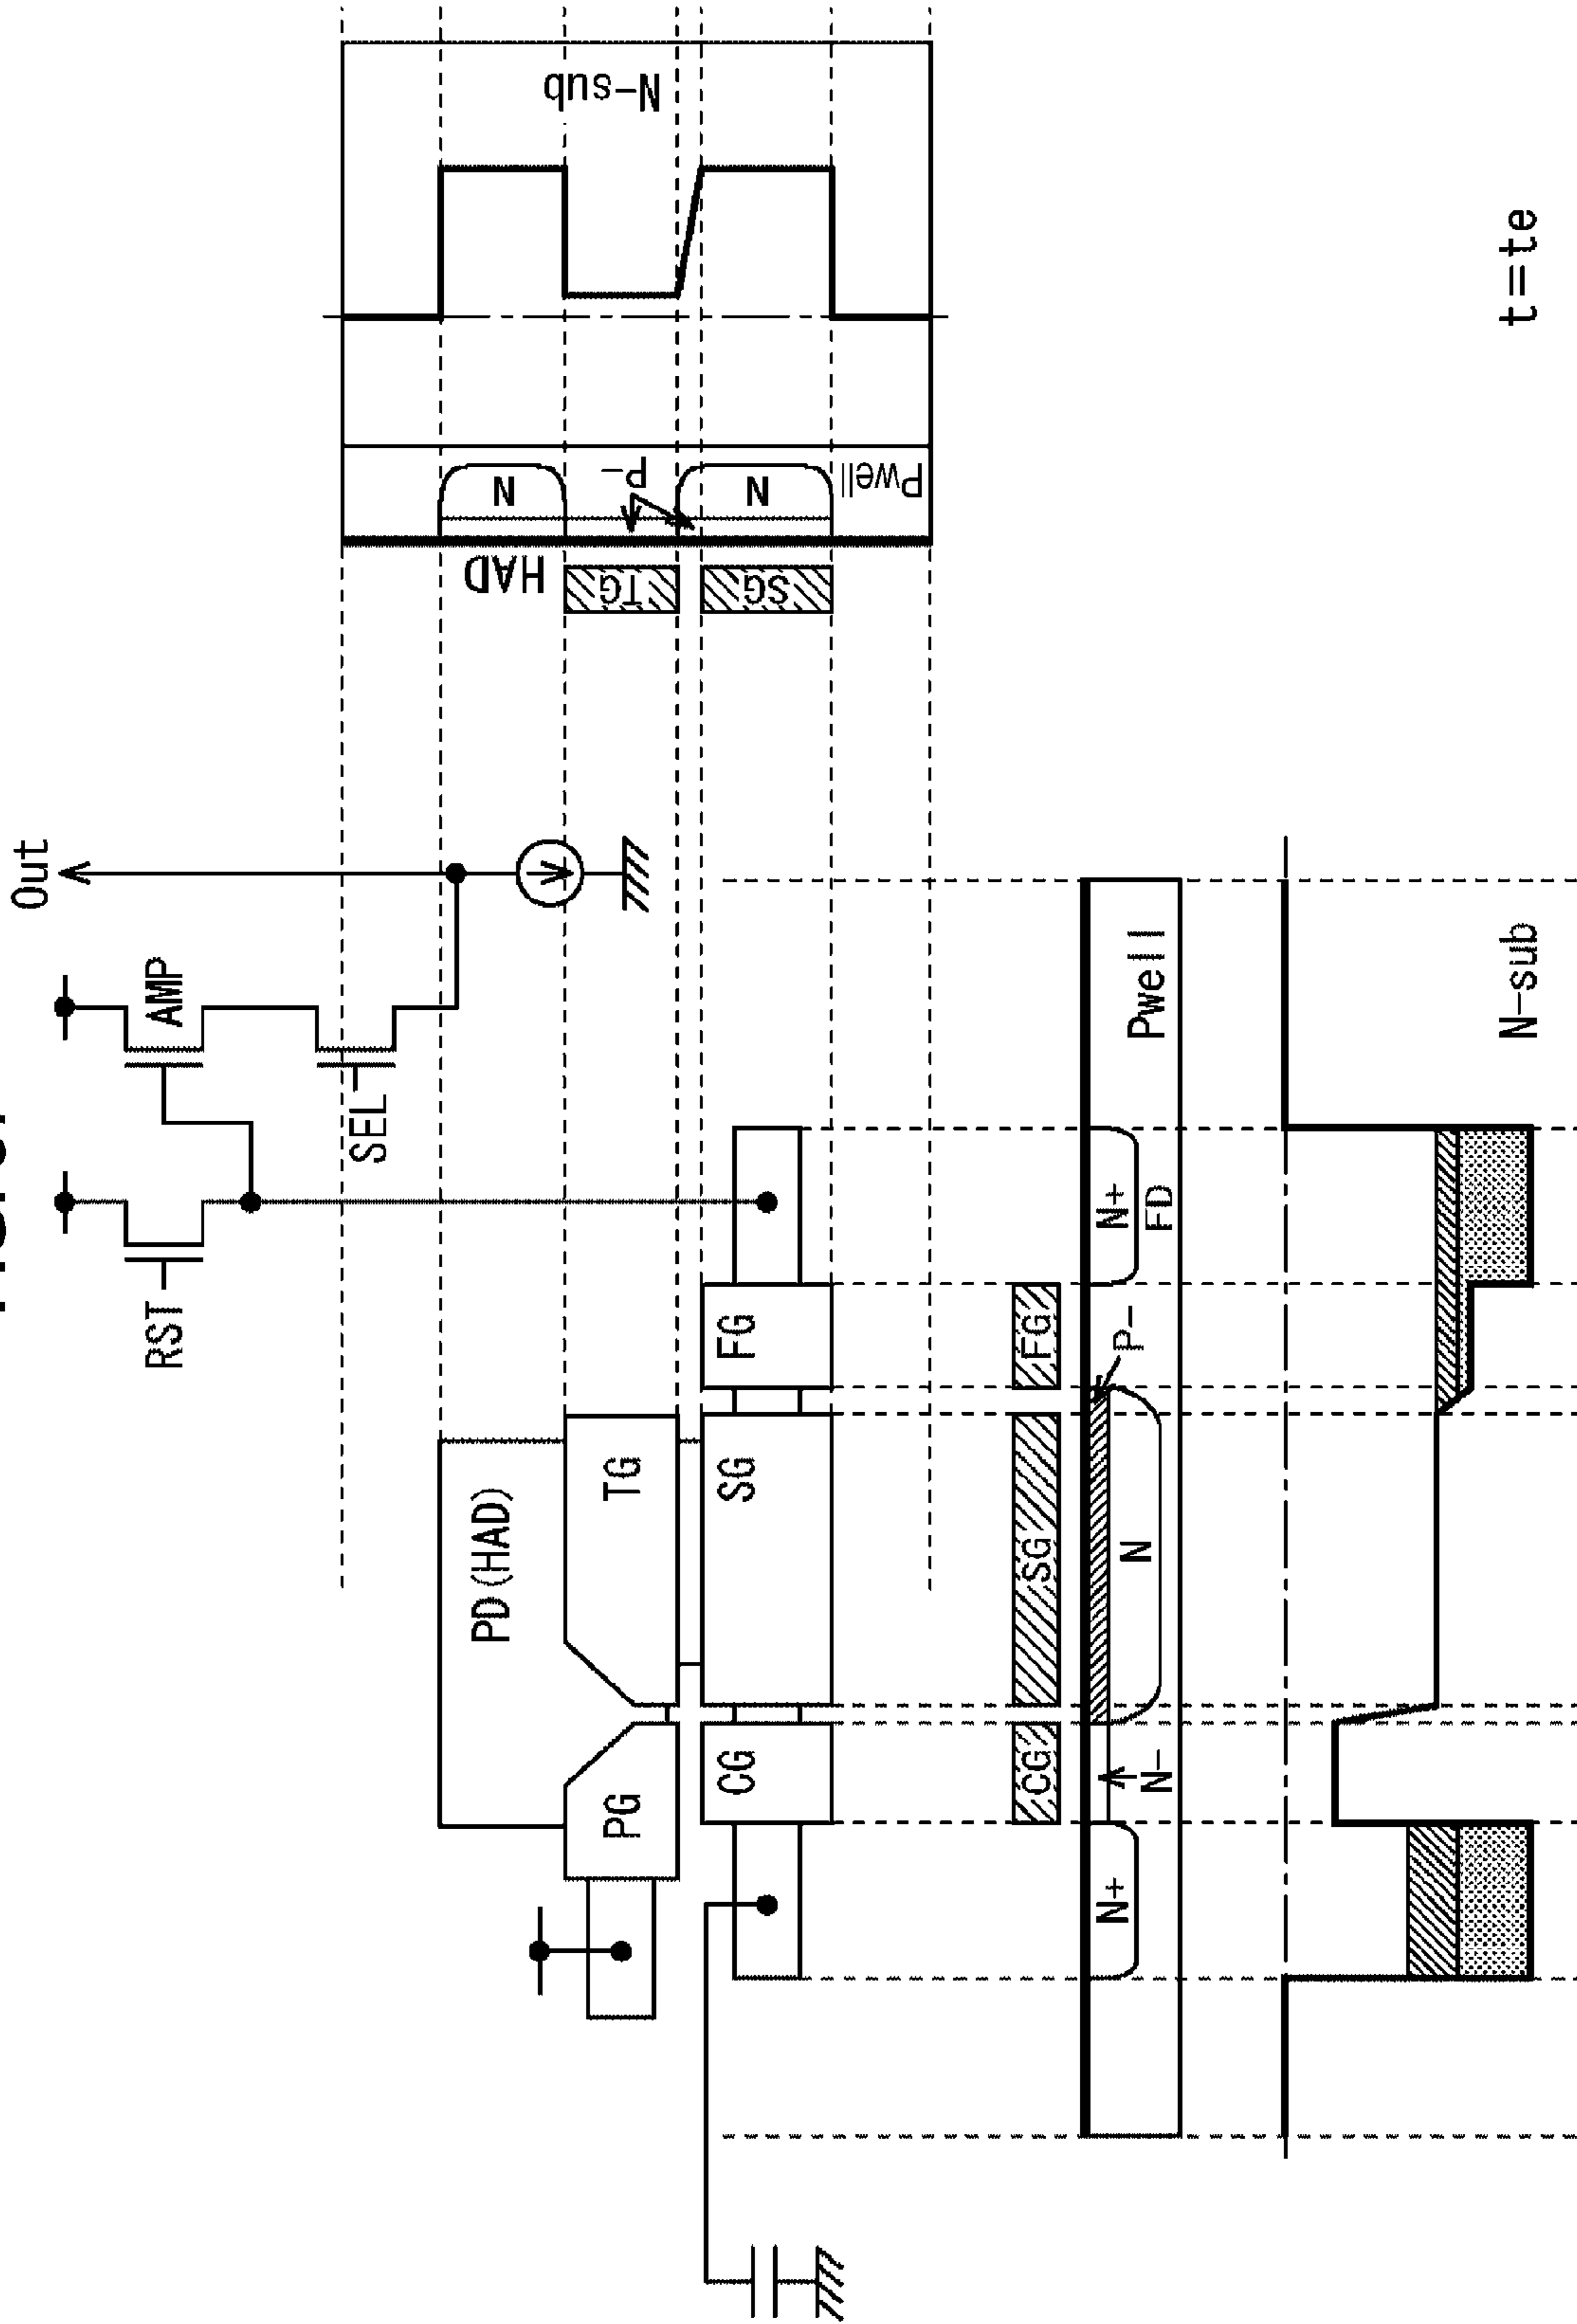 Out
AMP
RST
SEL
PD(HAD)
PG
TG
CG
SG
FG
HAD
TG
SG
N
P-
N
Pwell
N-sub
CG
SG
FG
P-
N+
N-
N
N+
FD
Pwell
N-sub
t=te